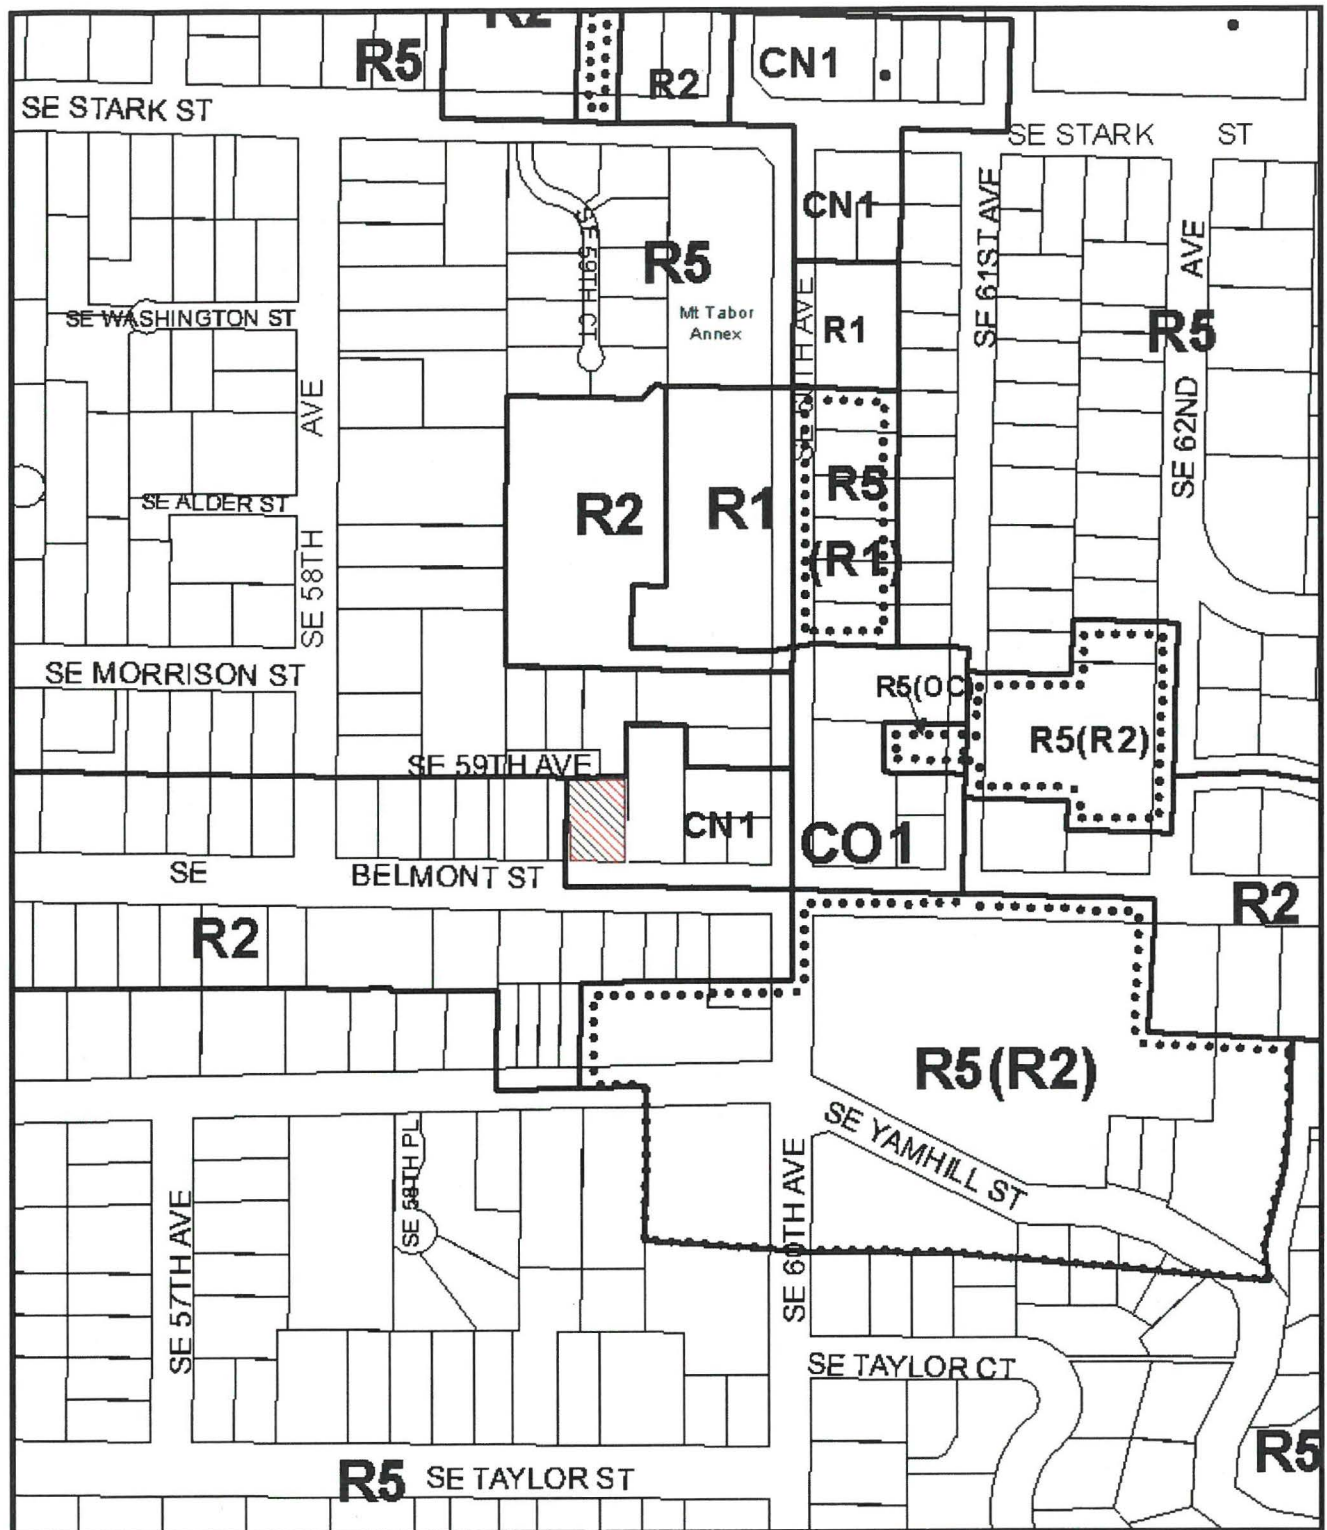 R2
R5
R2
CN1
SE STARK ST
SE STARK ST
CN1
SE 59TH CT
R5
SE 61ST AVE
AVE
SE WASHINGTON ST
Mt Tabor
Annex
R1
R5
AVE
SE 62ND
R2
R1
R5
(R1)
SE ALDER ST
SE 58TH
SE MORRISON ST
R5(OC)
R5(R2)
SE 59TH AVE
CN1
CO1
SE
BELMONT ST
R2
R2
R5(R2)
SE YAMHILL ST
SE 58TH PL
SE 57TH AVE
SE 60TH AVE
SE TAYLOR CT
R5
SE TAYLOR ST
R5